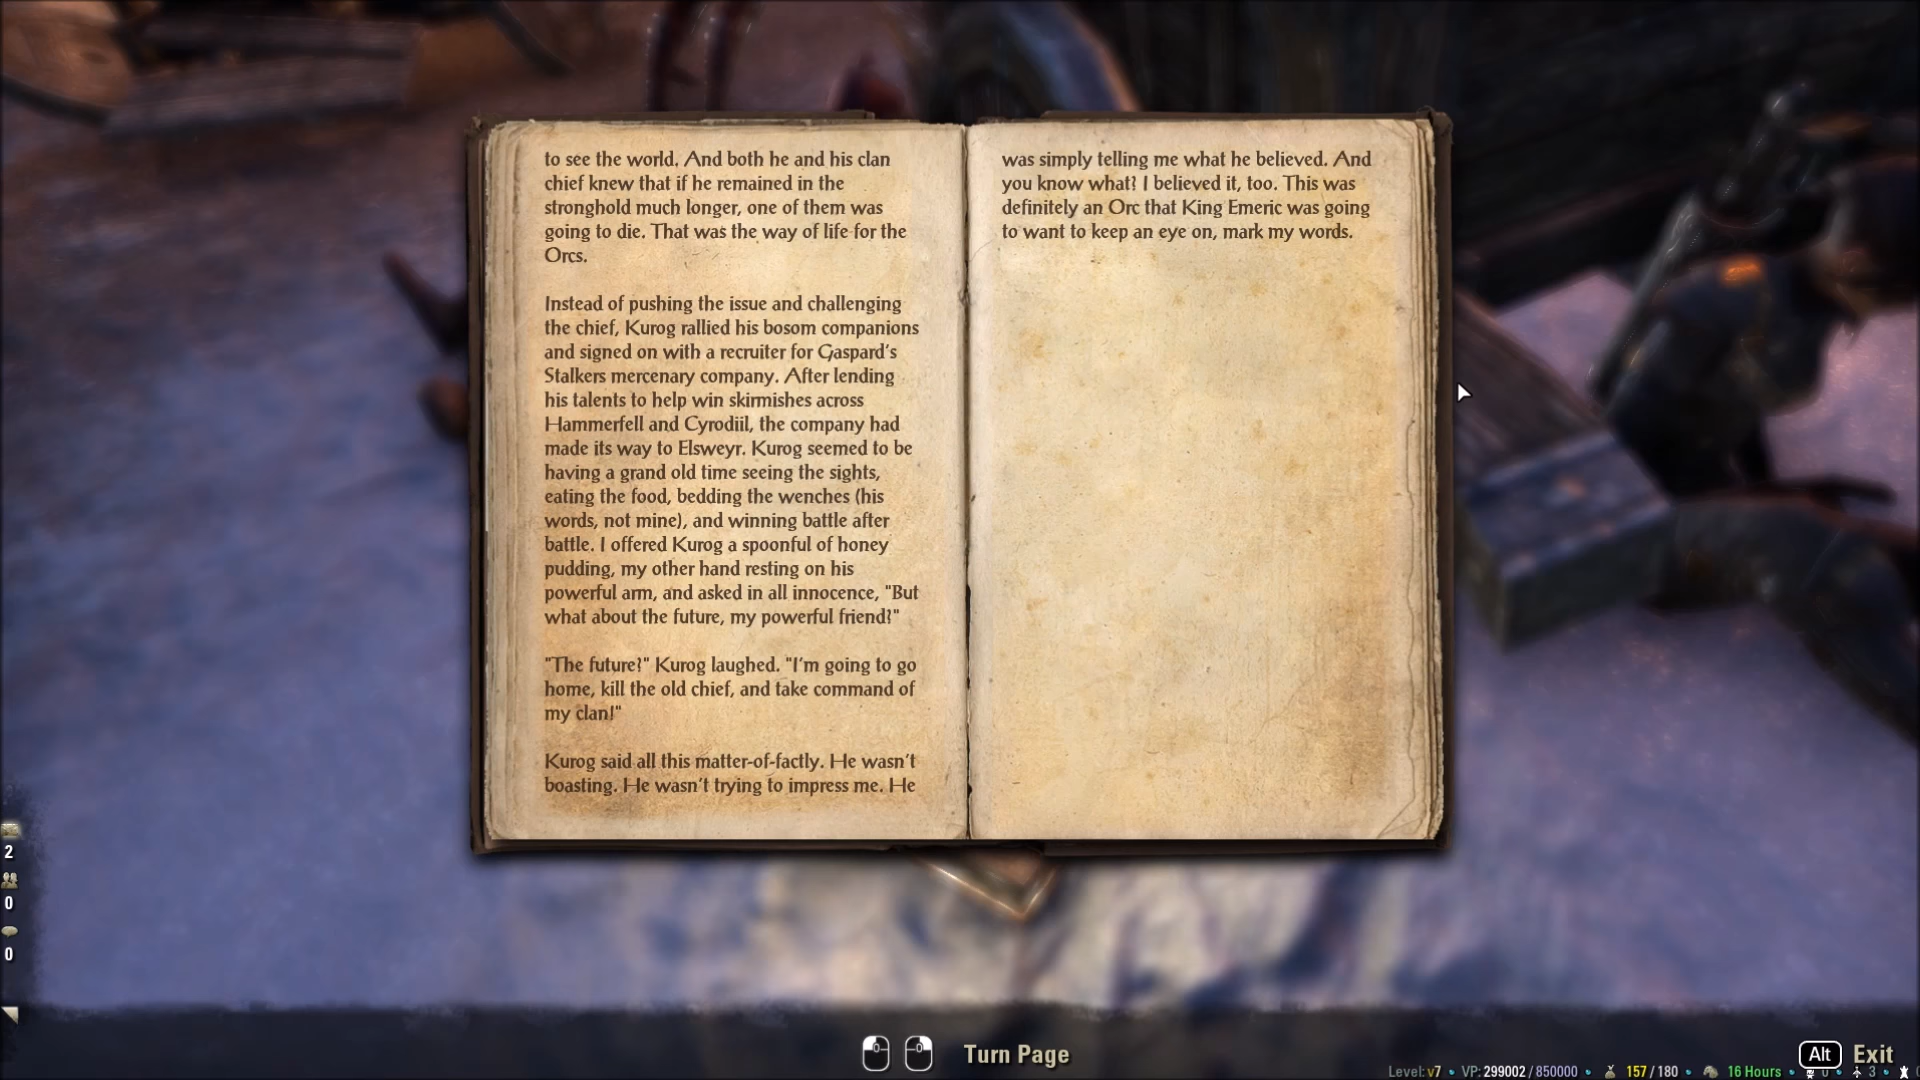 to see the world. And both he and his clan
chief knew that if he remained in the
stronghold much longer, one of them was
going to die. That was the way of life for the
Orcs.
Instead of pushing the issue and challenging
the chief, Kurog rallied his bosom companions
and signed on with a recruiter for Gaspard's
Stalkers mercenary company. After lending
his talents to help win skirmishes across
Hammerfell and Cyrodiil, the company had
made its way to Elsweyr. Kurog seemed to be
having a grand old time seeing the sights,
eating the food, bedding the wenches (his
words, not mine), and winning battle after
battle. I offered Kurog a spoonful of honey
pudding, my other hand resting on his
powerful arm, and asked in all innocence, "But
what about the future, my powerful friend?"
"The future?" Kurog laughed. "I'm going to go
home, kill the old chief, and take command of
my clan!"
Kurog said all this matter-of-factly. He wasn't
boasting. He wasn't trying to impress me. He
was simply telling me what he believed. And
you know what? I believed it, too. This was
definitely an Orc that King Emeric was going
to want to keep an eye on, mark my words.
2
0
0
Turn Page
Alt Exit
Level: v7 • VP: 299002 / 850000 • 157 / 180 • 16 Hours • 0 • 3 •